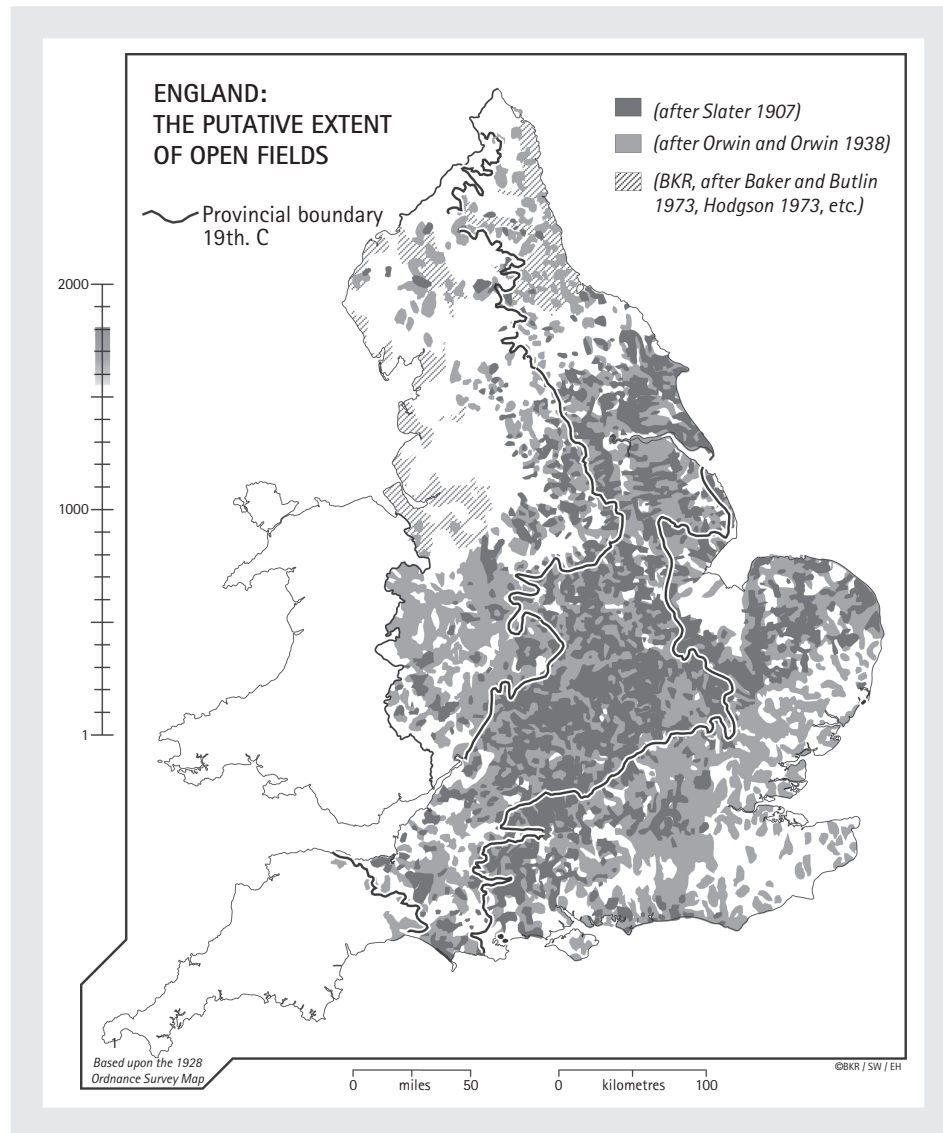 ENGLAND:
THE PUTATIVE EXTENT
OF OPEN FIELDS
Provincial boundary
19th. C
(after Slater 1907)
(after Orwin and Orwin 1938)
(BKR, after Baker and Butlin
1973, Hodgson 1973, etc.)
2000
1000
1
Based upon the 1928
Ordnance Survey Map
0 miles 50
0 kilometres 100
©BKR / SW / EH